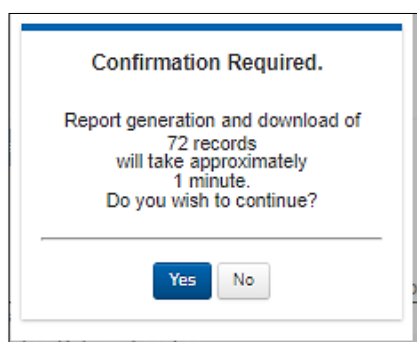 Confirmation Required.
Report generation and download of
72 records
will take approximately
1 minute.
Do you wish to continue?
Yes No